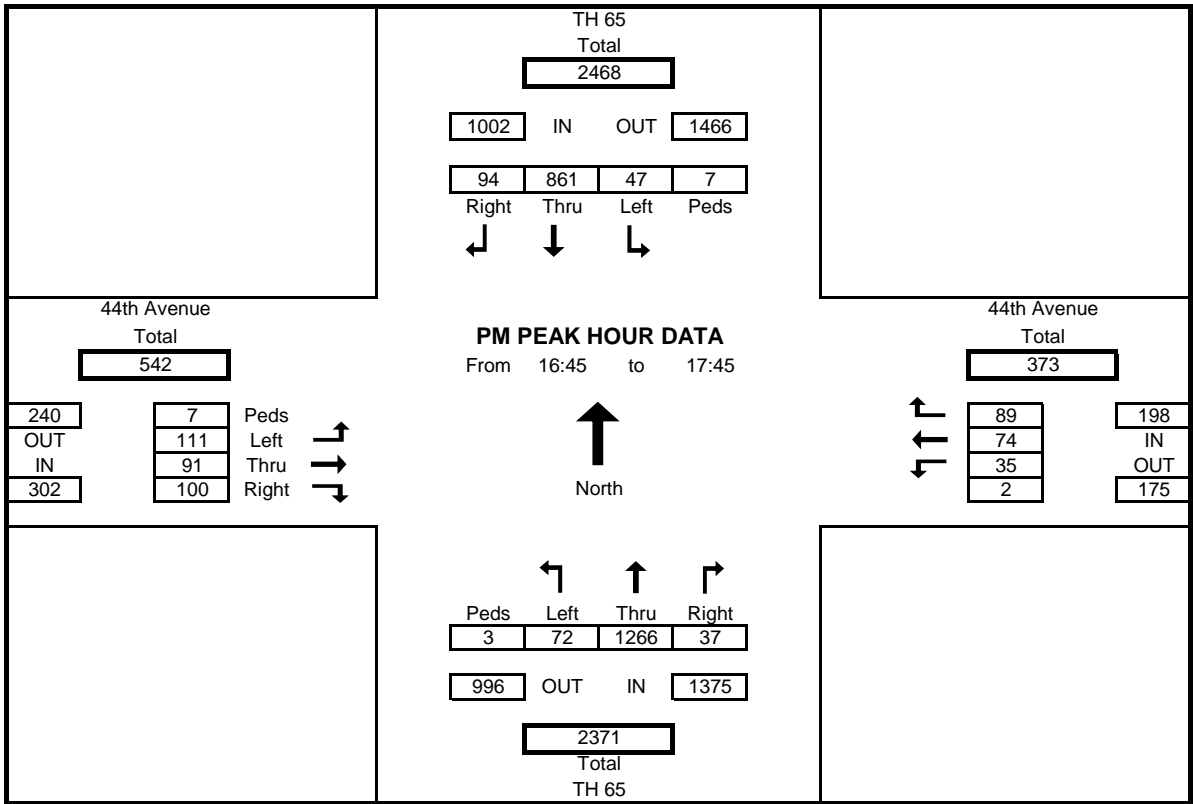 TH 65
Total
2468
1002 IN OUT 1466
94 861 47 7
Right Thru Left Peds
44th Avenue
Total
542
240
OUT
IN
302
7 Peds
111 Left
91 Thru
100 Right
PM PEAK HOUR DATA
From 16:45 to 17:45
North
44th Avenue
Total
373
89
74
35
2
198
IN
OUT
175
Peds Left Thru Right
3 72 1266 37
996 OUT IN 1375
2371
Total
TH 65